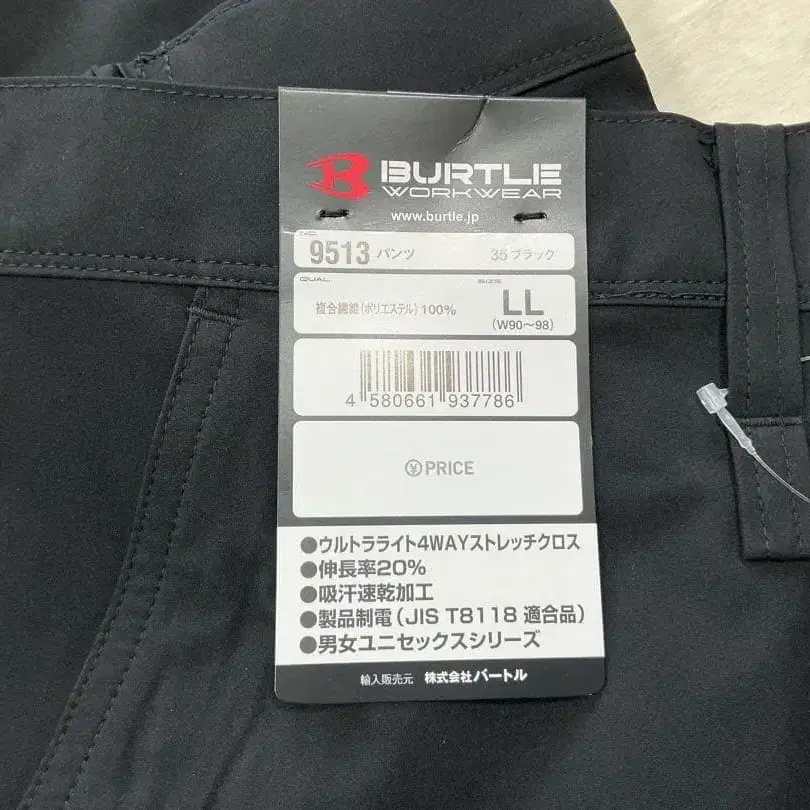 BURTLE
WORKWEAR
www.burtle.jp
NO.
9513 パンツ 35 ブラック
QUAL
複合繊維(ポリエステル)100%
SIZE
LL
(W90～98)
4 580661 937786
¥PRICE
●ウルトラライト4WAYストレッチクロス
●伸長率20%
●吸汗速乾加工
●製品制電(JIS T8118 適合品)
●男女ユニセックスシリーズ
輸入販売元 株式会社バートル